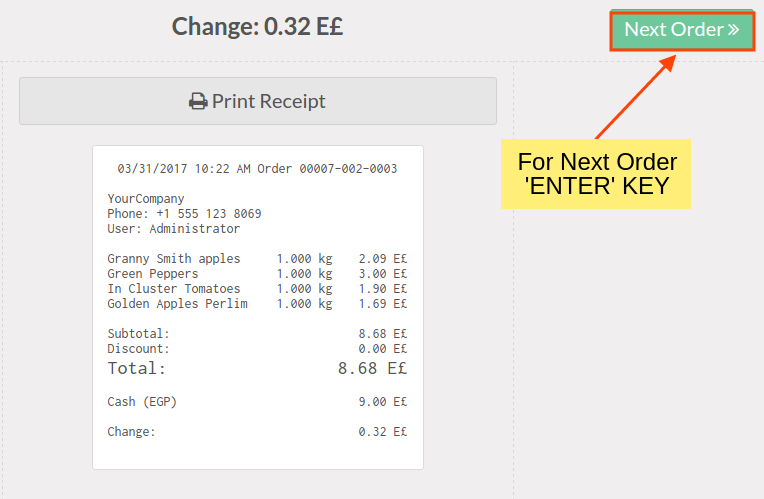 Change: 0.32 E£
Next Order »
Print Receipt
For Next Order
'ENTER' KEY
03/31/2017 10:22 AM Order 00007-002-0003
YourCompany
Phone: +1 555 123 8069
User: Administrator
Granny Smith apples 1.000 kg 2.09 E£
Green Peppers 1.000 kg 3.00 E£
In Cluster Tomatoes 1.000 kg 1.90 E£
Golden Apples Perlim 1.000 kg 1.69 E£
Subtotal: 8.68 E£
Discount: 0.00 E£
Total: 8.68 E£
Cash (EGP) 9.00 E£
Change: 0.32 E£